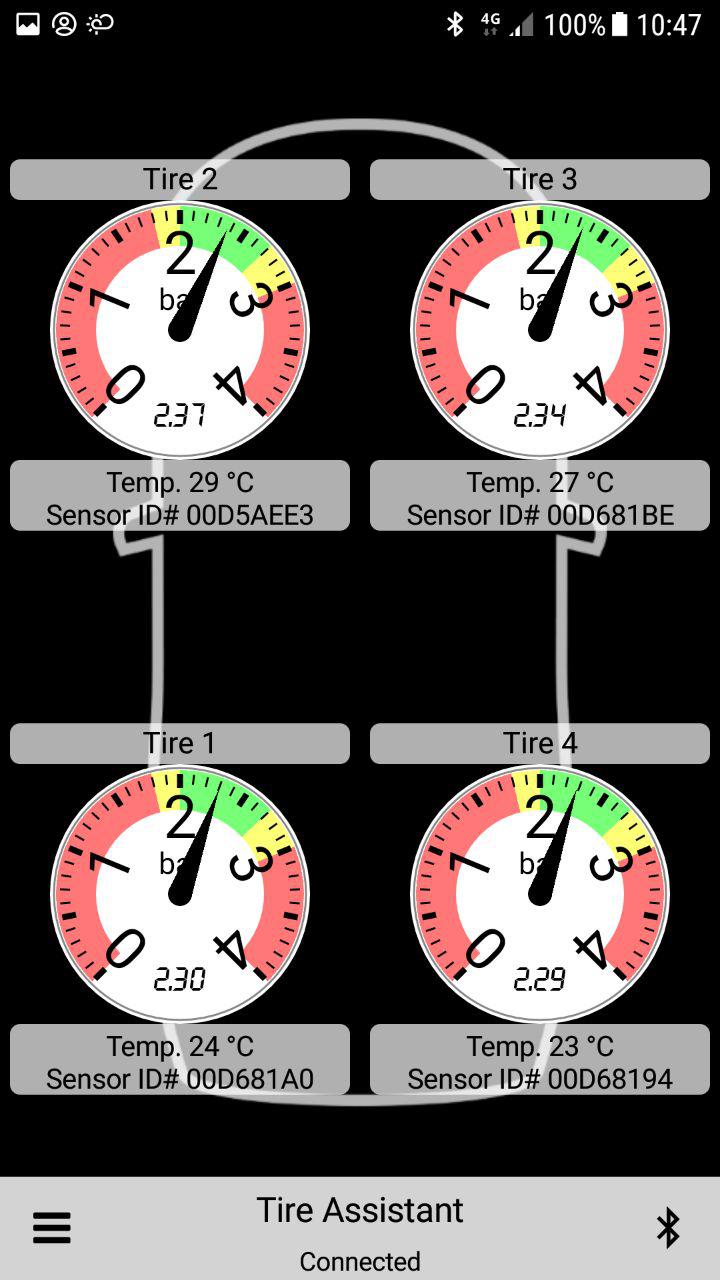 4G 100% 10:47
Tire 2
Tire 3
0 1 2 3 4
ba
2.37
0 1 2 3 4
ba
2.34
Temp. 29 °C
Sensor ID# 00D5AEE3
Temp. 27 °C
Sensor ID# 00D681BE
Tire 1
Tire 4
0 1 2 3 4
ba
2.30
0 1 2 3 4
ba
2.29
Temp. 24 °C
Sensor ID# 00D681A0
Temp. 23 °C
Sensor ID# 00D68194
Tire Assistant
Connected